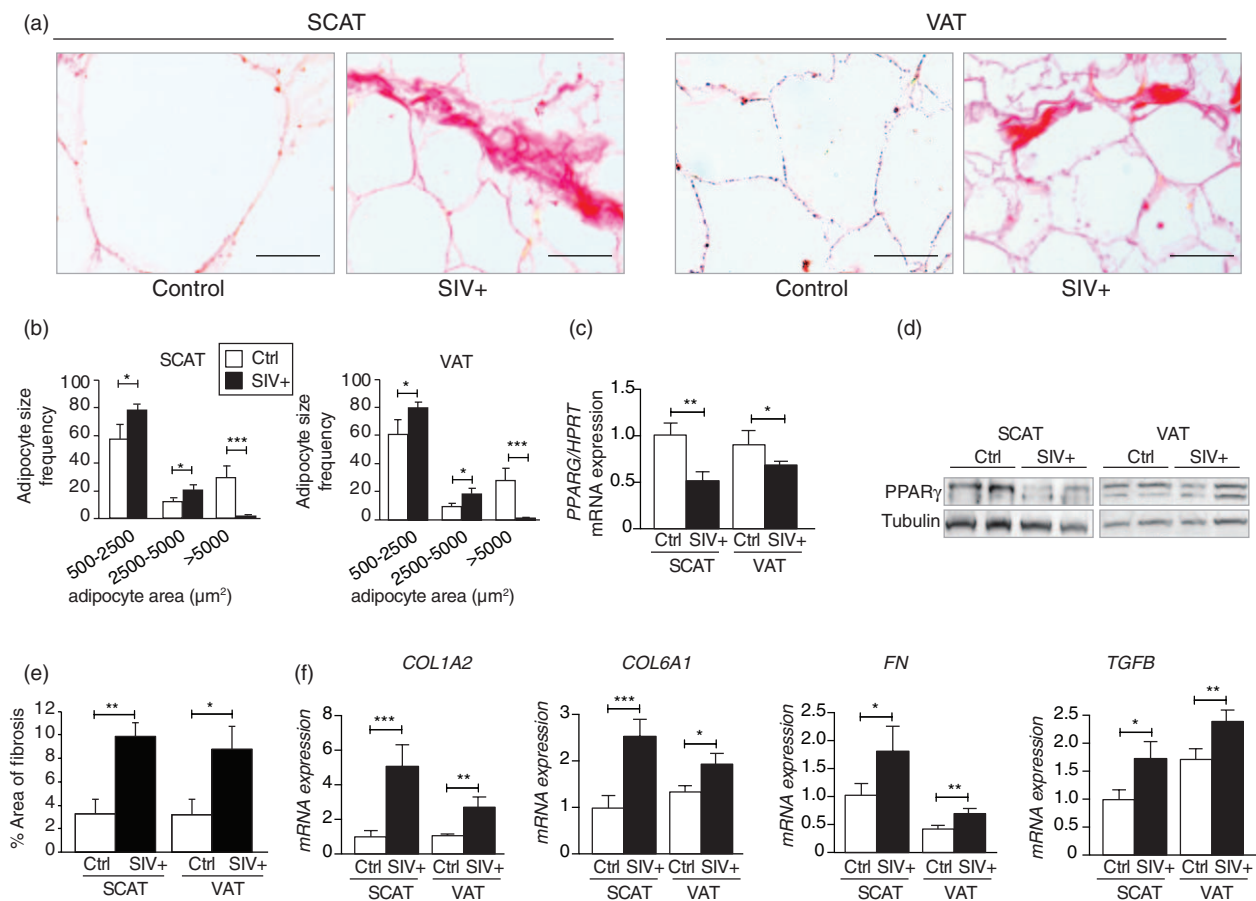 (a)
SCAT
VAT
Control
SIV+
Control
SIV+
(b)
SCAT
Ctrl
SIV+
Adipocyte size
frequency
100
80
60
40
20
0
*
*
***
500-2500
2500-5000
>5000
adipocyte area (µm²)
VAT
Adipocyte size
frequency
100
80
60
40
20
0
*
*
***
500-2500
2500-5000
>5000
adipocyte area (µm²)
(c)
PPARG/HPRT
mRNA expression
1.5
1.0
0.5
0
**
*
Ctrl SIV+
SCAT
Ctrl SIV+
VAT
(d)
SCAT
VAT
Ctrl
SIV+
Ctrl
SIV+
PPARγ
Tubulin
(e)
% Area of fibrosis
12
10
8
6
4
2
0
**
*
Ctrl SIV+
SCAT
Ctrl SIV+
VAT
(f)
COL1A2
mRNA expression
8
6
4
2
0
***
**
Ctrl SIV+
SCAT
Ctrl SIV+
VAT
COL6A1
mRNA expression
3
2
1
0
***
*
Ctrl SIV+
SCAT
Ctrl SIV+
VAT
FN
mRNA expression
2.5
2.0
1.5
1.0
0.5
0.0
*
**
Ctrl SIV+
SCAT
Ctrl SIV+
VAT
TGFB
mRNA expression
2.5
2.0
1.5
1.0
0.5
0.0
*
**
Ctrl SIV+
SCAT
Ctrl SIV+
VAT